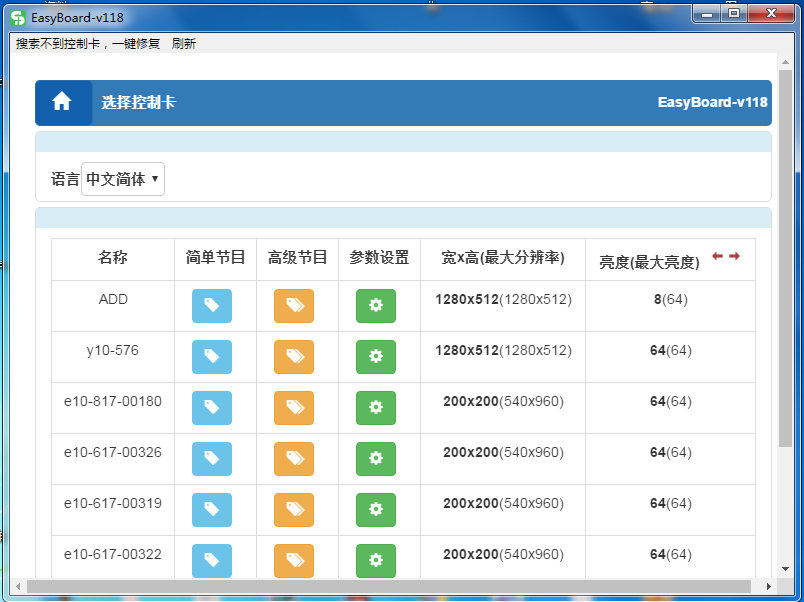 EasyBoard-v118
搜索不到控制卡，一键修复 刷新
选择控制卡 EasyBoard-v118
语言 中文简体
名称 简单节目 高级节目 参数设置 宽x高(最大分辨率) 亮度(最大亮度)
ADD 1280x512(1280x512) 8(64)
y10-576 1280x512(1280x512) 64(64)
e10-817-00180 200x200(540x960) 64(64)
e10-617-00326 200x200(540x960) 64(64)
e10-617-00319 200x200(540x960) 64(64)
e10-617-00322 200x200(540x960) 64(64)